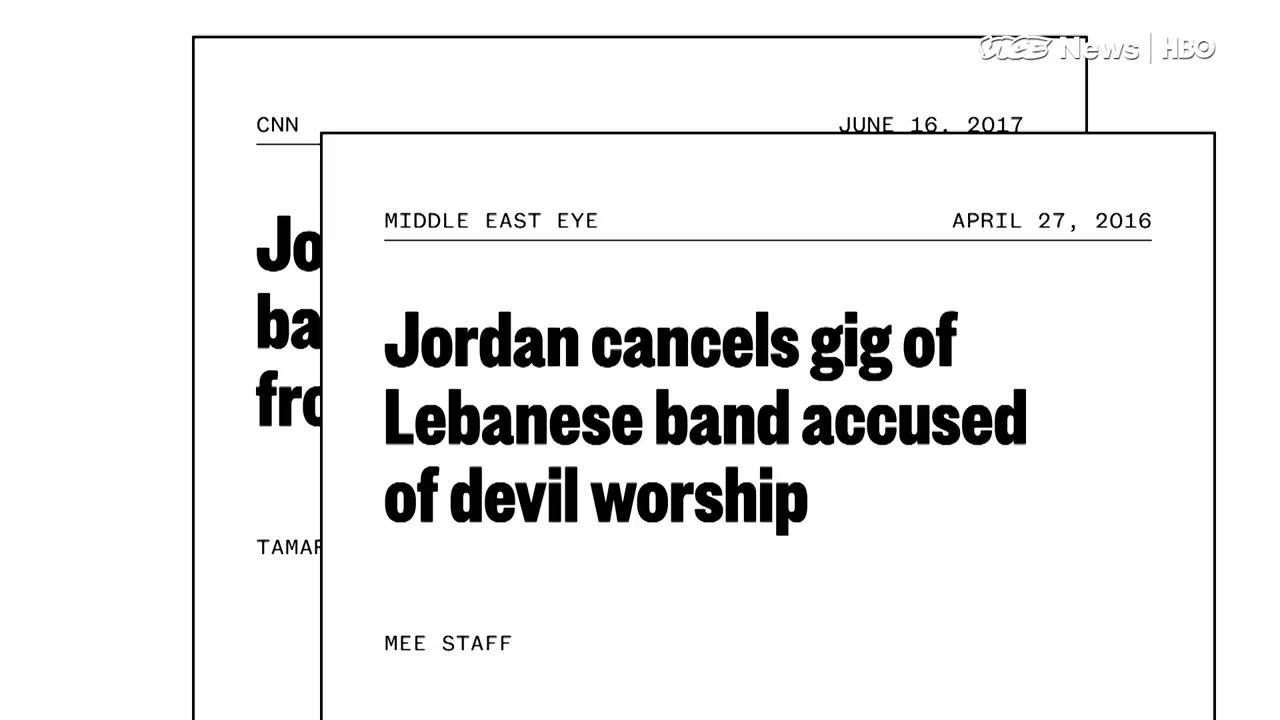 VICE News | HBO
CNN
JUNE 16, 2017
MIDDLE EAST EYE
APRIL 27, 2016
Jordan cancels gig of
Lebanese band accused
of devil worship
MEE STAFF